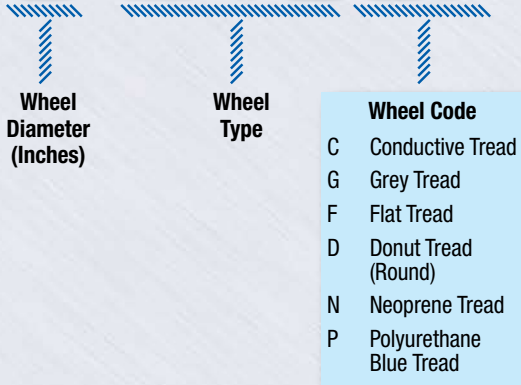 Wheel
Diameter
(Inches)
Wheel
Type
Wheel Code
C Conductive Tread
G Grey Tread
F Flat Tread
D Donut Tread
(Round)
N Neoprene Tread
P Polyurethane
Blue Tread